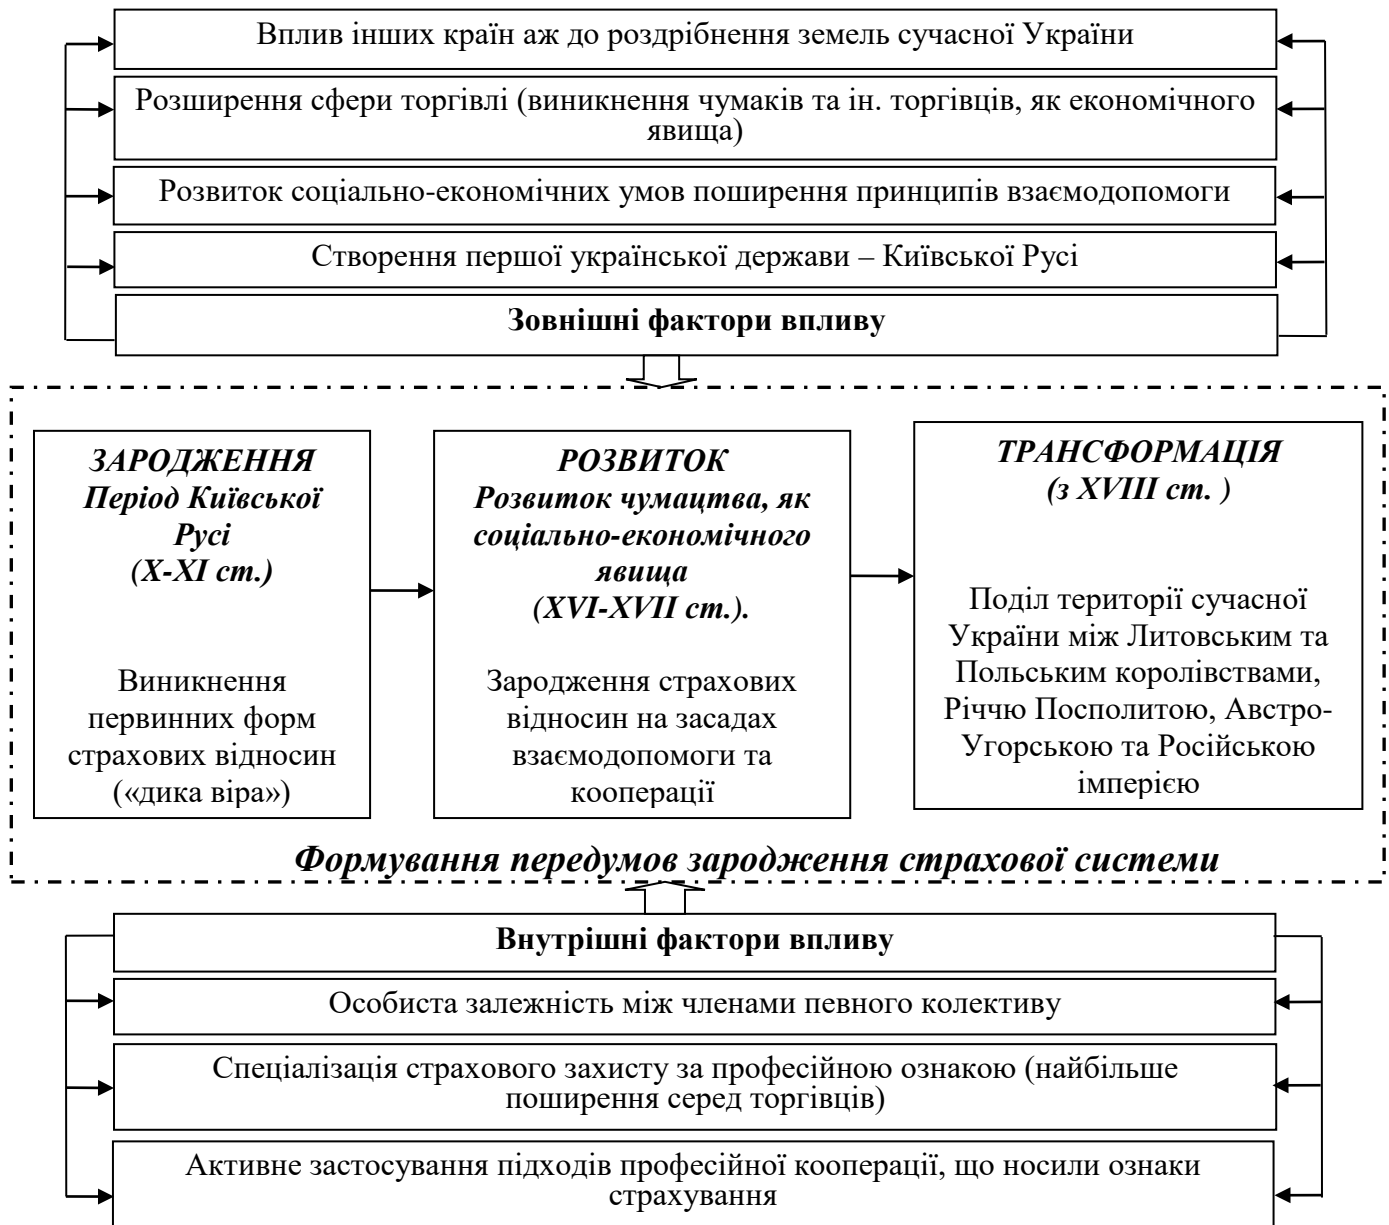 Вплив інших країн аж до роздрібнення земель сучасної України
Розширення сфери торгівлі (виникнення чумаків та ін. торгівців, як економічного
явища)
Розвиток соціально-економічних умов поширення принципів взаємодопомоги
Створення першої української держави – Київської Русі
Зовнішні фактори впливу
ЗАРОДЖЕННЯ
Період Київської
Русі
(X-XI ст.)
Виникнення
первинних форм
страхових відносин
(«дика віра»)
РОЗВИТОК
Розвиток чумацтва, як
соціально-економічного
явища
(XVI-XVII ст.).
Зародження страхових
відносин на засадах
взаємодопомоги та
кооперації
ТРАНСФОРМАЦІЯ
(з XVIII ст. )
Поділ території сучасної
України між Литовським та
Польським королівствами,
Річчю Посполитою, Австро-
Угорською та Російською
імперією
Формування передумов зародження страхової системи
Внутрішні фактори впливу
Особиста залежність між членами певного колективу
Спеціалізація страхового захисту за професійною ознакою (найбільше
поширення серед торгівців)
Активне застосування підходів професійної кооперації, що носили ознаки
страхування